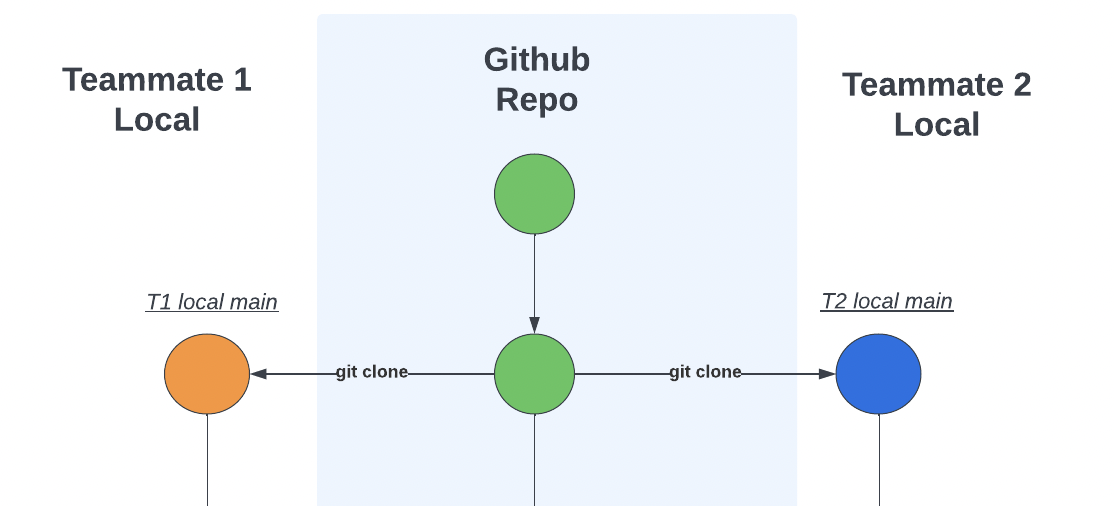 Teammate 1
Local
Github
Repo
Teammate 2
Local
T1 local main
T2 local main
git clone
git clone